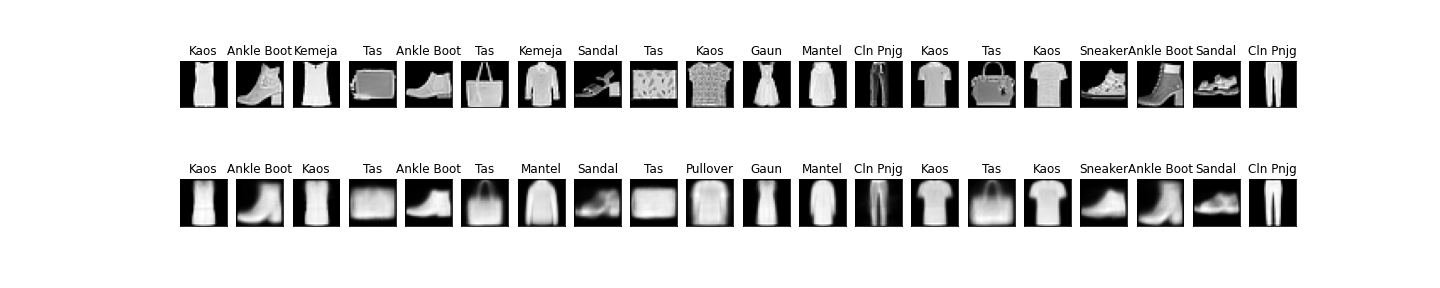 Kaos Ankle Boot Kemeja Tas Ankle Boot Tas Kemeja Sandal Tas Kaos Gaun Mantel Cln Pnjg Kaos Tas Kaos Sneaker Ankle Boot Sandal Cln Pnjg
Kaos Ankle Boot Kaos Tas Ankle Boot Tas Mantel Sandal Tas Pullover Gaun Mantel Cln Pnjg Kaos Tas Kaos Sneaker Ankle Boot Sandal Cln Pnjg